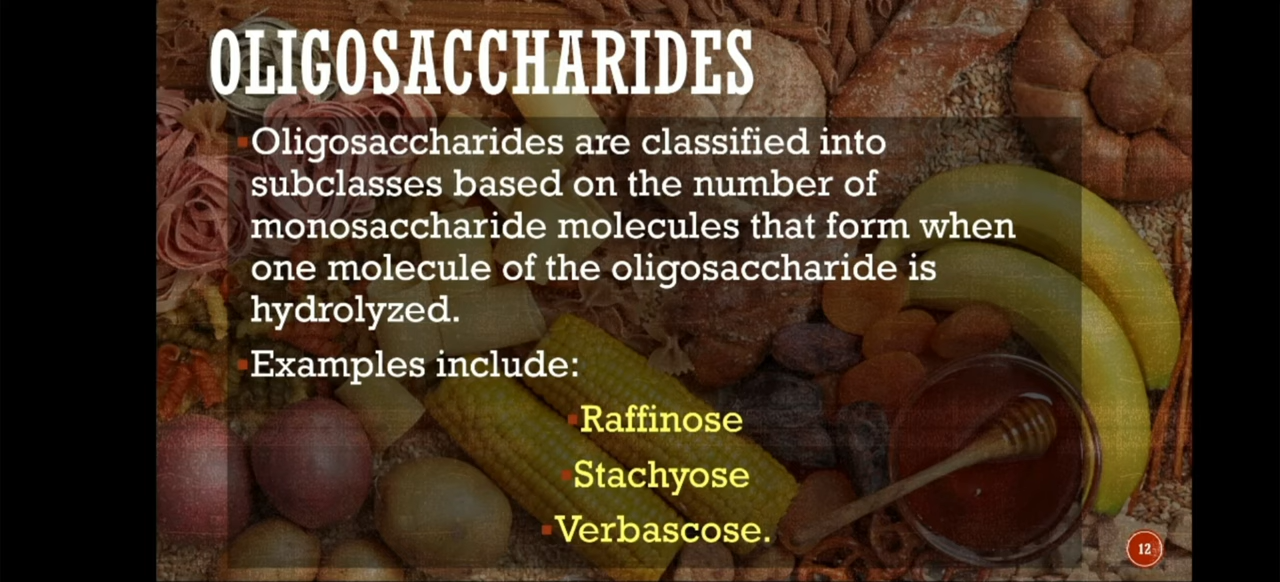 OLIGOSACCHARIDES
▪Oligosaccharides are classified into
subclasses based on the number of
monosaccharide molecules that form when
one molecule of the oligosaccharide is
hydrolyzed.
▪Examples include:
▪Raffinose
▪Stachyose
▪Verbascose.
12